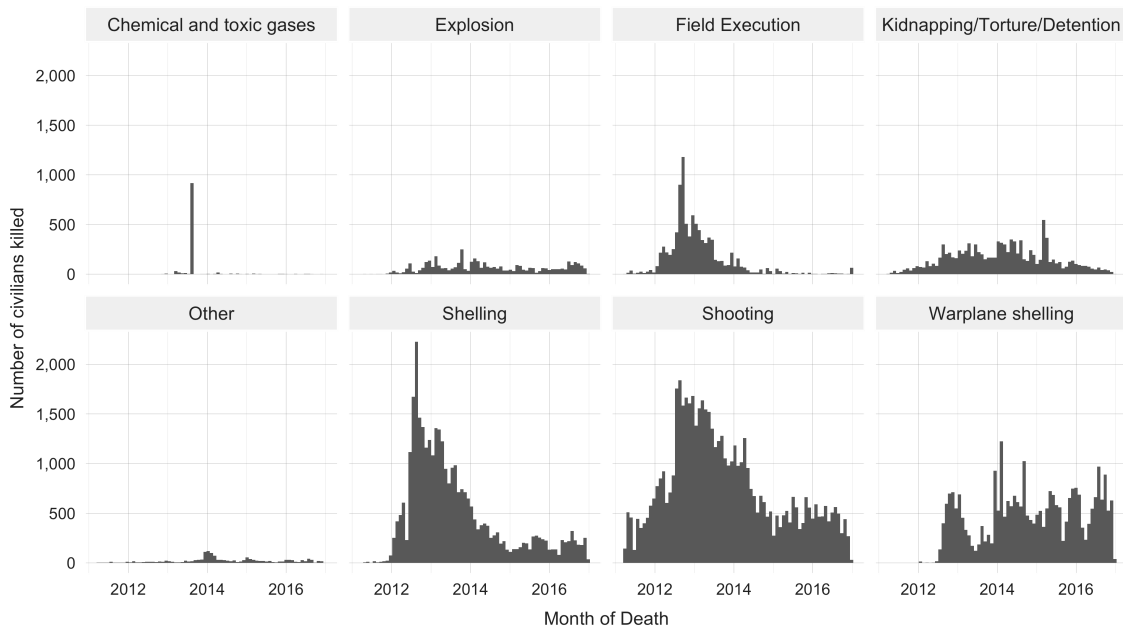 Chemical and toxic gases
Explosion
Field Execution
Kidnapping/Torture/Detention
2,000
1,500
1,000
500
0
Other
Shelling
Shooting
Warplane shelling
2,000
1,500
1,000
500
0
2012 2014 2016
2012 2014 2016
2012 2014 2016
2012 2014 2016
Month of Death
Number of civilians killed